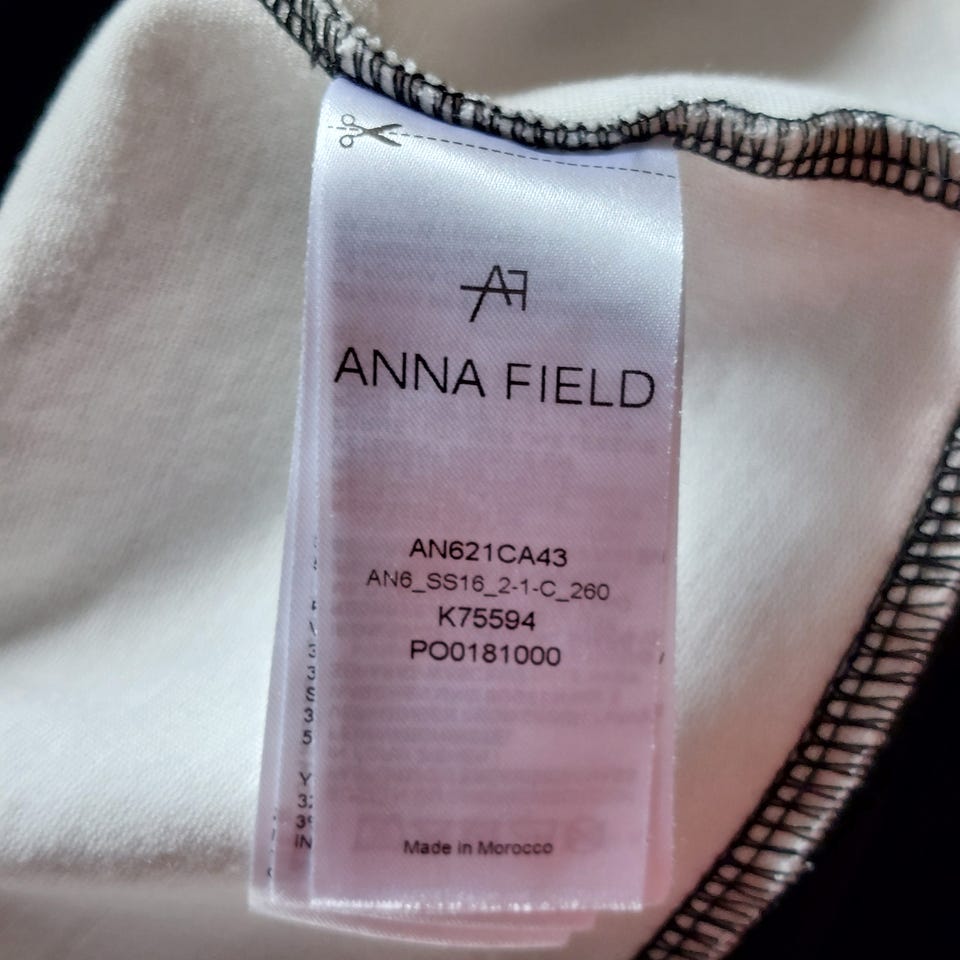 AF
ANNA FIELD
AN621CA43
AN6_SS16_2-1-C_260
K75594
PO0181000
Made in Morocco